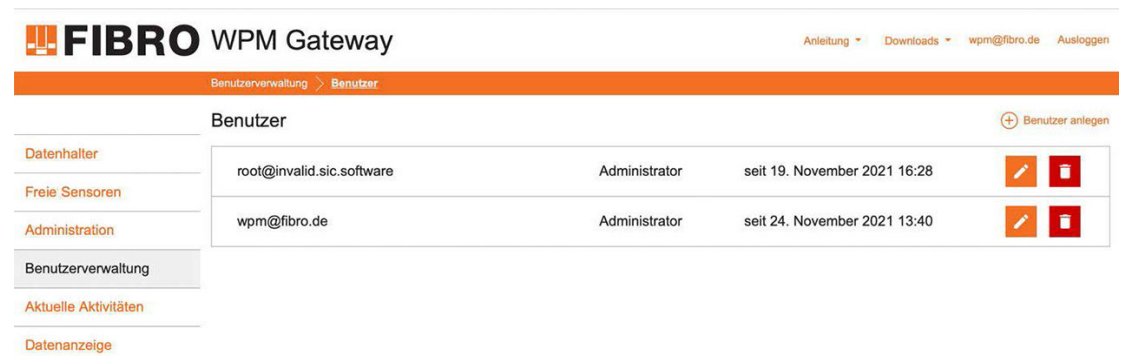 FIBRO WPM Gateway
Anleitung Downloads wpm@fibro.de Ausloggen
Benutzerverwaltung Benutzer
Benutzer
Benutzer anlegen
Datenhalter
Freie Sensoren
Administration
Benutzerverwaltung
Aktuelle Aktivitäten
Datenanzeige
root@invalid.sic.software Administrator seit 19. November 2021 16:28
wpm@fibro.de Administrator seit 24. November 2021 13:40